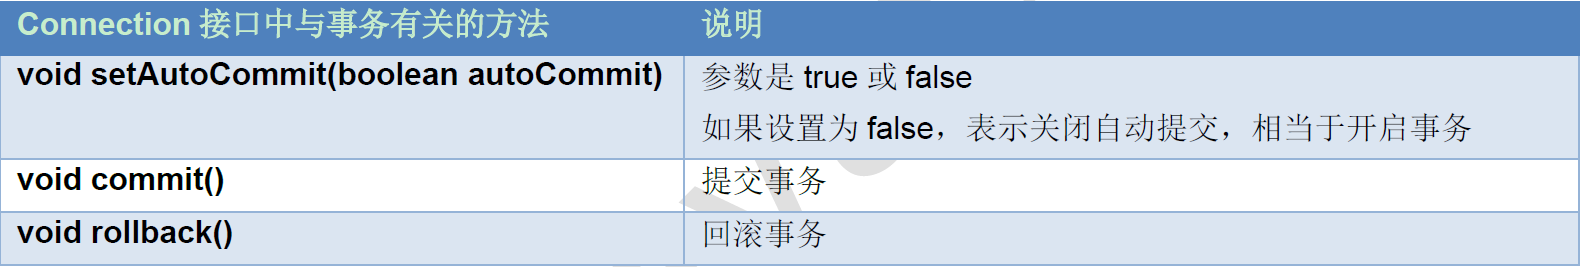 Connection 接口中与事务有关的方法 说明
void setAutoCommit(boolean autoCommit) 参数是 true 或 false
如果设置为 false，表示关闭自动提交，相当于开启事务
void commit() 提交事务
void rollback() 回滚事务